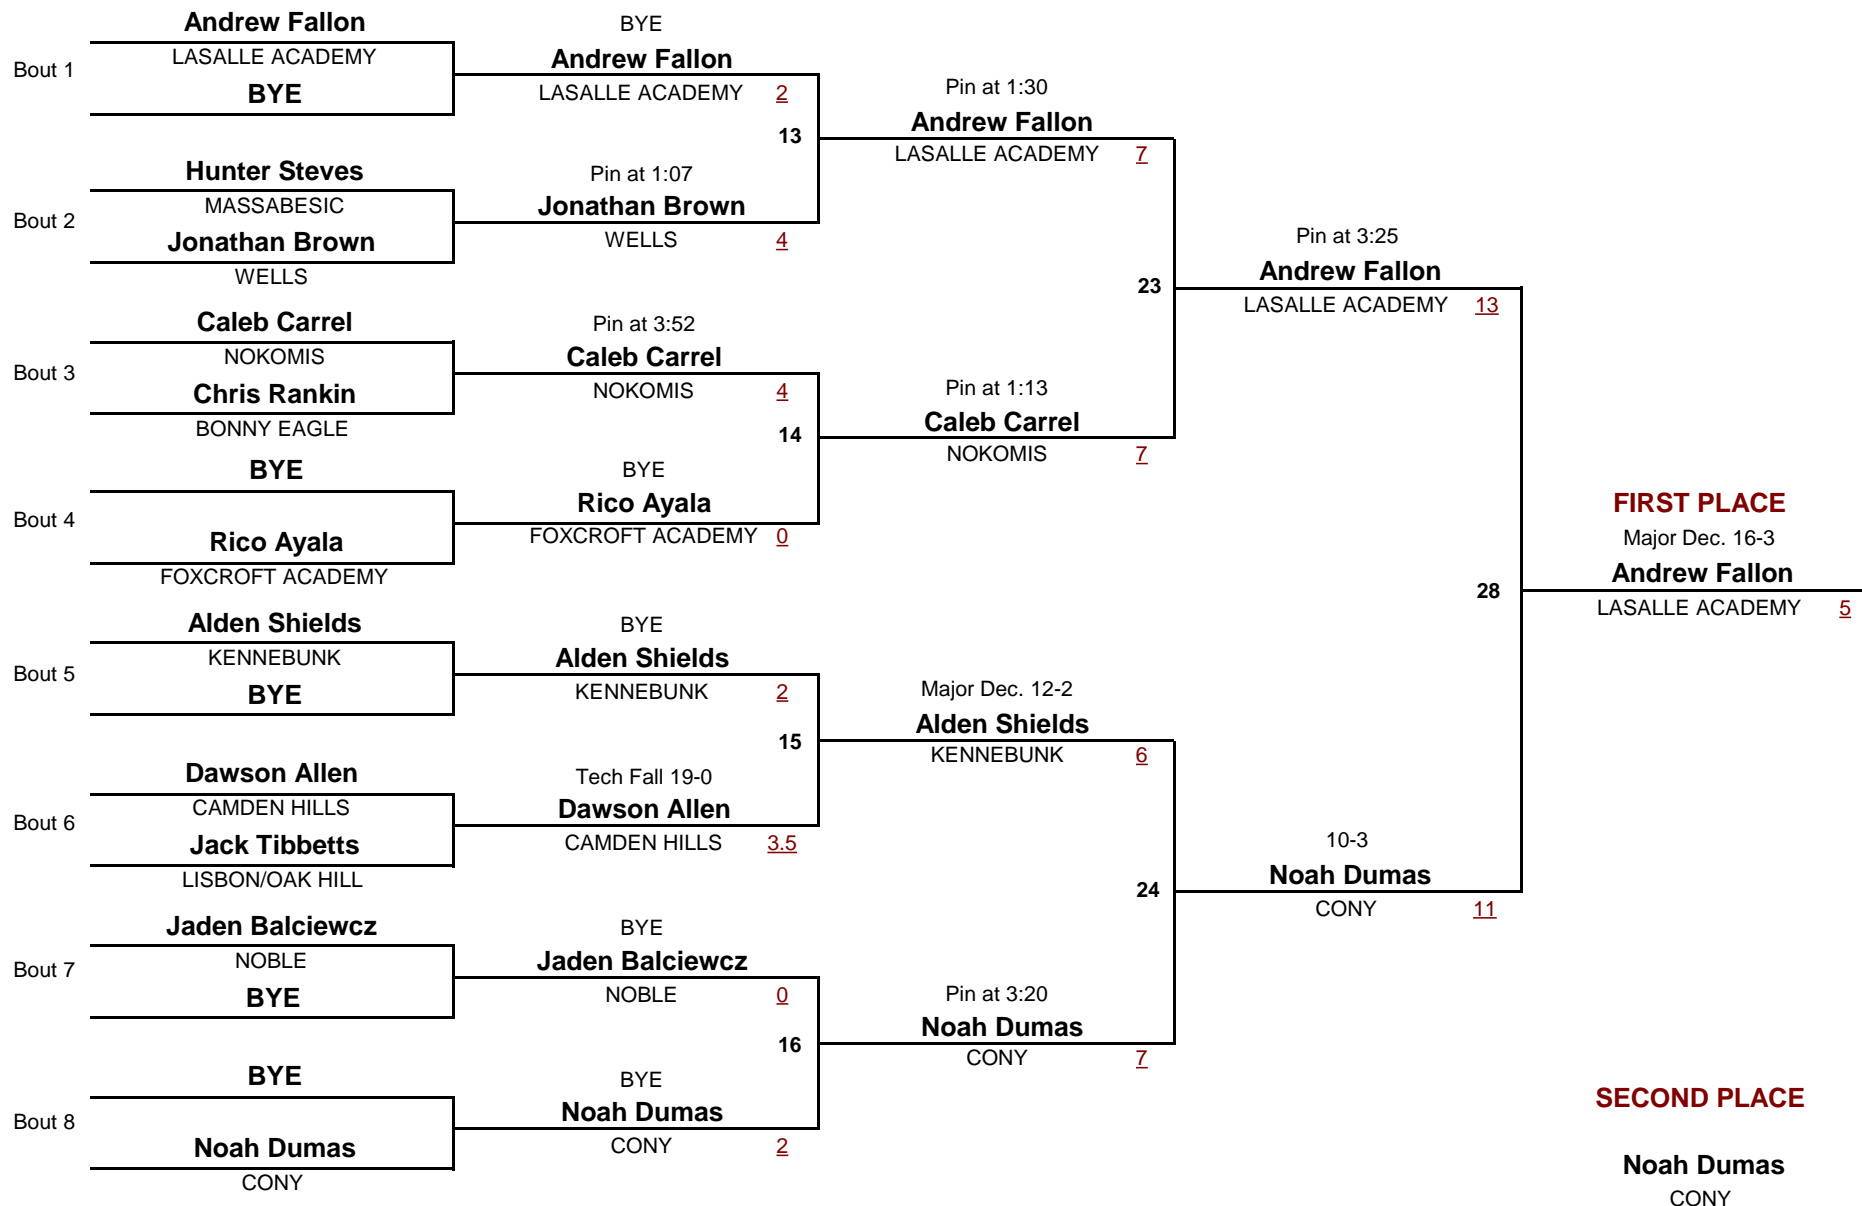 Bout 1
Andrew Fallon
LASALLE ACADEMY
BYE
Bout 2
Hunter Steves
MASSABESIC
Jonathan Brown
WELLS
Bout 3
Caleb Carrel
NOKOMIS
Chris Rankin
BONNY EAGLE
Bout 4
BYE
Rico Ayala
FOXCROFT ACADEMY
Bout 5
Alden Shields
KENNEBUNK
BYE
Bout 6
Dawson Allen
CAMDEN HILLS
Jack Tibbetts
LISBON/OAK HILL
Bout 7
Jaden Balciewcz
NOBLE
BYE
Bout 8
BYE
Noah Dumas
CONY
BYE
Andrew Fallon
LASALLE ACADEMY 2
13
Pin at 1:07
Jonathan Brown
WELLS 4
Pin at 3:52
Caleb Carrel
NOKOMIS 4
14
BYE
Rico Ayala
FOXCROFT ACADEMY 0
BYE
Alden Shields
KENNEBUNK 2
15
Tech Fall 19-0
Dawson Allen
CAMDEN HILLS 3.5
BYE
Jaden Balciewcz
NOBLE 0
16
BYE
Noah Dumas
CONY 2
Pin at 1:30
Andrew Fallon
LASALLE ACADEMY 7
23
Pin at 1:13
Caleb Carrel
NOKOMIS 7
Major Dec. 12-2
Alden Shields
KENNEBUNK 6
24
Pin at 3:20
Noah Dumas
CONY 7
Pin at 3:25
Andrew Fallon
LASALLE ACADEMY 13
28
10-3
Noah Dumas
CONY 11
FIRST PLACE
Major Dec. 16-3
Andrew Fallon
LASALLE ACADEMY 5
SECOND PLACE
Noah Dumas
CONY